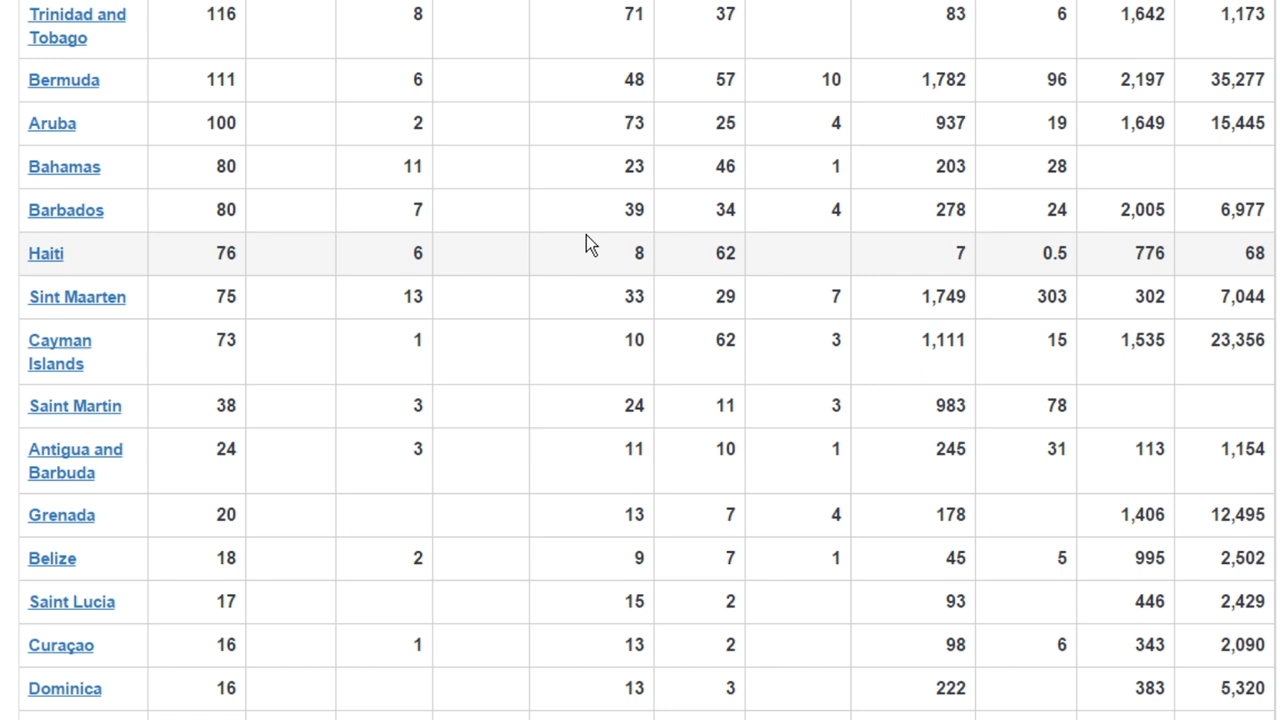 Trinidad and 116 8 71 37 83 6 1,642 1,173
Tobago
Bermuda 111 6 48 57 10 1,782 96 2,197 35,277
Aruba 100 2 73 25 4 937 19 1,649 15,445
Bahamas 80 11 23 46 1 203 28
Barbados 80 7 39 34 4 278 24 2,005 6,977
Haiti 76 6 8 62 7 0.5 776 68
Sint Maarten 75 13 33 29 7 1,749 303 302 7,044
Cayman 73 1 10 62 3 1,111 15 1,535 23,356
Islands
Saint Martin 38 3 24 11 3 983 78
Antigua and 24 3 11 10 1 245 31 113 1,154
Barbuda
Grenada 20 13 7 4 178 1,406 12,495
Belize 18 2 9 7 1 45 5 995 2,502
Saint Lucia 17 15 2 93 446 2,429
Curaçao 16 1 13 2 98 6 343 2,090
Dominica 16 13 3 222 383 5,320